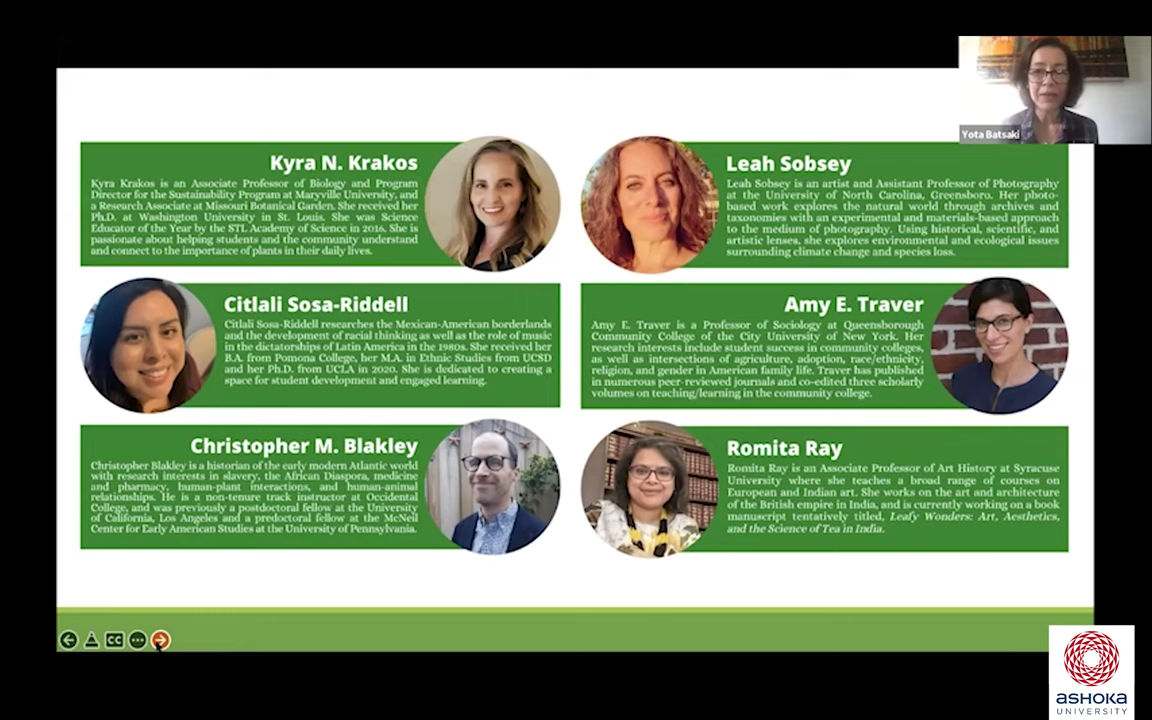 Yota Batsaki
Kyra N. Krakos
Kyra Krakos is an Associate Professor of Biology and Program
Director for the Sustainability Program at Maryville University, and
a Research Associate at Missouri Botanical Garden. She received her
Ph.D. at Washington University in St. Louis. She was Science
Educator of the Year by the STL Academy of Science in 2016. She is
passionate about helping students and the community understand
and connect to the importance of plants in their daily lives.
Leah Sobsey
Leah Sobsey is an artist and Assistant Professor of Photography
at the University of North Carolina, Greensboro. Her photo-
based work explores the natural world through archives and
taxonomies with an experimental and materials-based approach
to the medium of photography. Using historical, scientific, and
artistic lenses, she explores environmental and ecological issues
surrounding climate change and species loss.
Citlali Sosa-Riddell
Citlali Sosa-Riddell researches the Mexican-American borderlands
and the development of racial thinking as well as the role of music
in the dictatorships of Latin America in the 1980s. She received her
B.A. from Pomona College, her M.A. in Ethnic Studies from UCSD
and her Ph.D. from UCLA in 2020. She is dedicated to creating a
space for student development and engaged learning.
Amy E. Traver
Amy E. Traver is a Professor of Sociology at Queensborough
Community College of the City University of New York. Her
research interests include student success in community colleges,
as well as intersections of agriculture, adoption, race/ethnicity,
religion, and gender in American family life. Traver has published
in numerous peer-reviewed journals and co-edited three scholarly
volumes on teaching/learning in the community college.
Christopher M. Blakley
Christopher Blakley is a historian of the early modern Atlantic world
with research interests in slavery, the African Diaspora, medicine
and pharmacy, human-plant interactions, and human-animal
relationships. He is a non-tenure track instructor at Occidental
College, and was previously a postdoctoral fellow at the University
of California, Los Angeles and a predoctoral fellow at the McNeil
Center for Early American Studies at the University of Pennsylvania.
Romita Ray
Romita Ray is an Associate Professor of Art History at Syracuse
University where she teaches a broad range of courses on
European and Indian art. She works on the art and architecture
of the British empire in India, and is currently working on a book
manuscript tentatively titled, Leafy Wonders: Art, Aesthetics,
and the Science of Tea in India.
CC
ASHOKA
UNIVERSITY